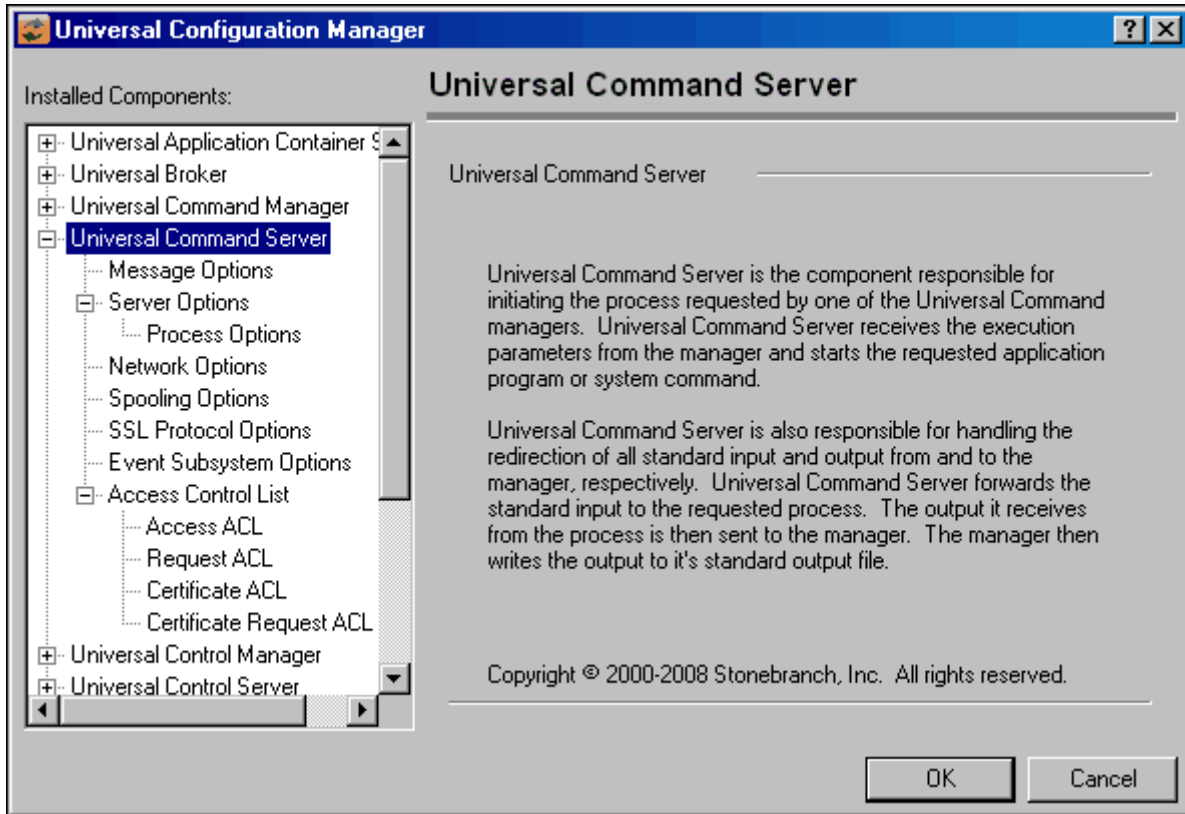 Universal Configuration Manager
Installed Components:
Universal Application Container
Universal Broker
Universal Command Manager
Universal Command Server
Message Options
Server Options
Process Options
Network Options
Spooling Options
SSL Protocol Options
Event Subsystem Options
Access Control List
Access ACL
Request ACL
Certificate ACL
Certificate Request ACL
Universal Control Manager
Universal Control Server
Universal Command Server
Universal Command Server
Universal Command Server is the component responsible for
initiating the process requested by one of the Universal Command
managers.  Universal Command Server receives the execution
parameters from the manager and starts the requested application
program or system command.
Universal Command Server is also responsible for handling the
redirection of all standard input and output from and to the
manager, respectively.  Universal Command Server forwards the
standard input to the requested process.  The output it receives
from the process is then sent to the manager.  The manager then
writes the output to it's standard output file.
Copyright © 2000-2008 Stonebranch, Inc.  All rights reserved.
OK
Cancel